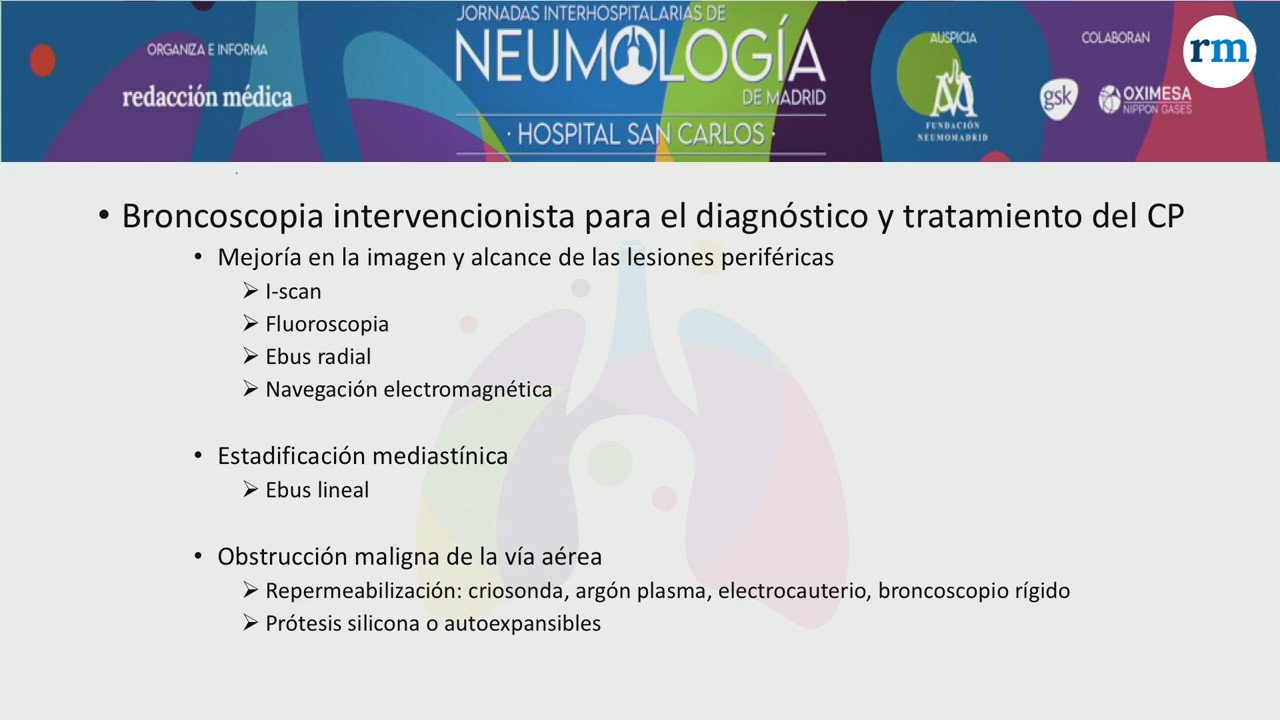 JORNADAS INTERHOSPITALARIAS DE
NEUMOLOGÍA
DE MADRID
· HOSPITAL SAN CARLOS ·
ORGANIZA E INFORMA
redacción médica
AUSPICIA
FUNDACIÓN
NEUMOMADRID
COLABORAN
gsk
OXIMESA
NIPPON GASES
rm
• Broncoscopia intervencionista para el diagnóstico y tratamiento del CP
• Mejoría en la imagen y alcance de las lesiones periféricas
➢ I-scan
➢ Fluoroscopia
➢ Ebus radial
➢ Navegación electromagnética
• Estadificación mediastínica
➢ Ebus lineal
• Obstrucción maligna de la vía aérea
➢ Repermeabilización: criosonda, argón plasma, electrocauterio, broncoscopio rígido
➢ Prótesis silicona o autoexpansibles